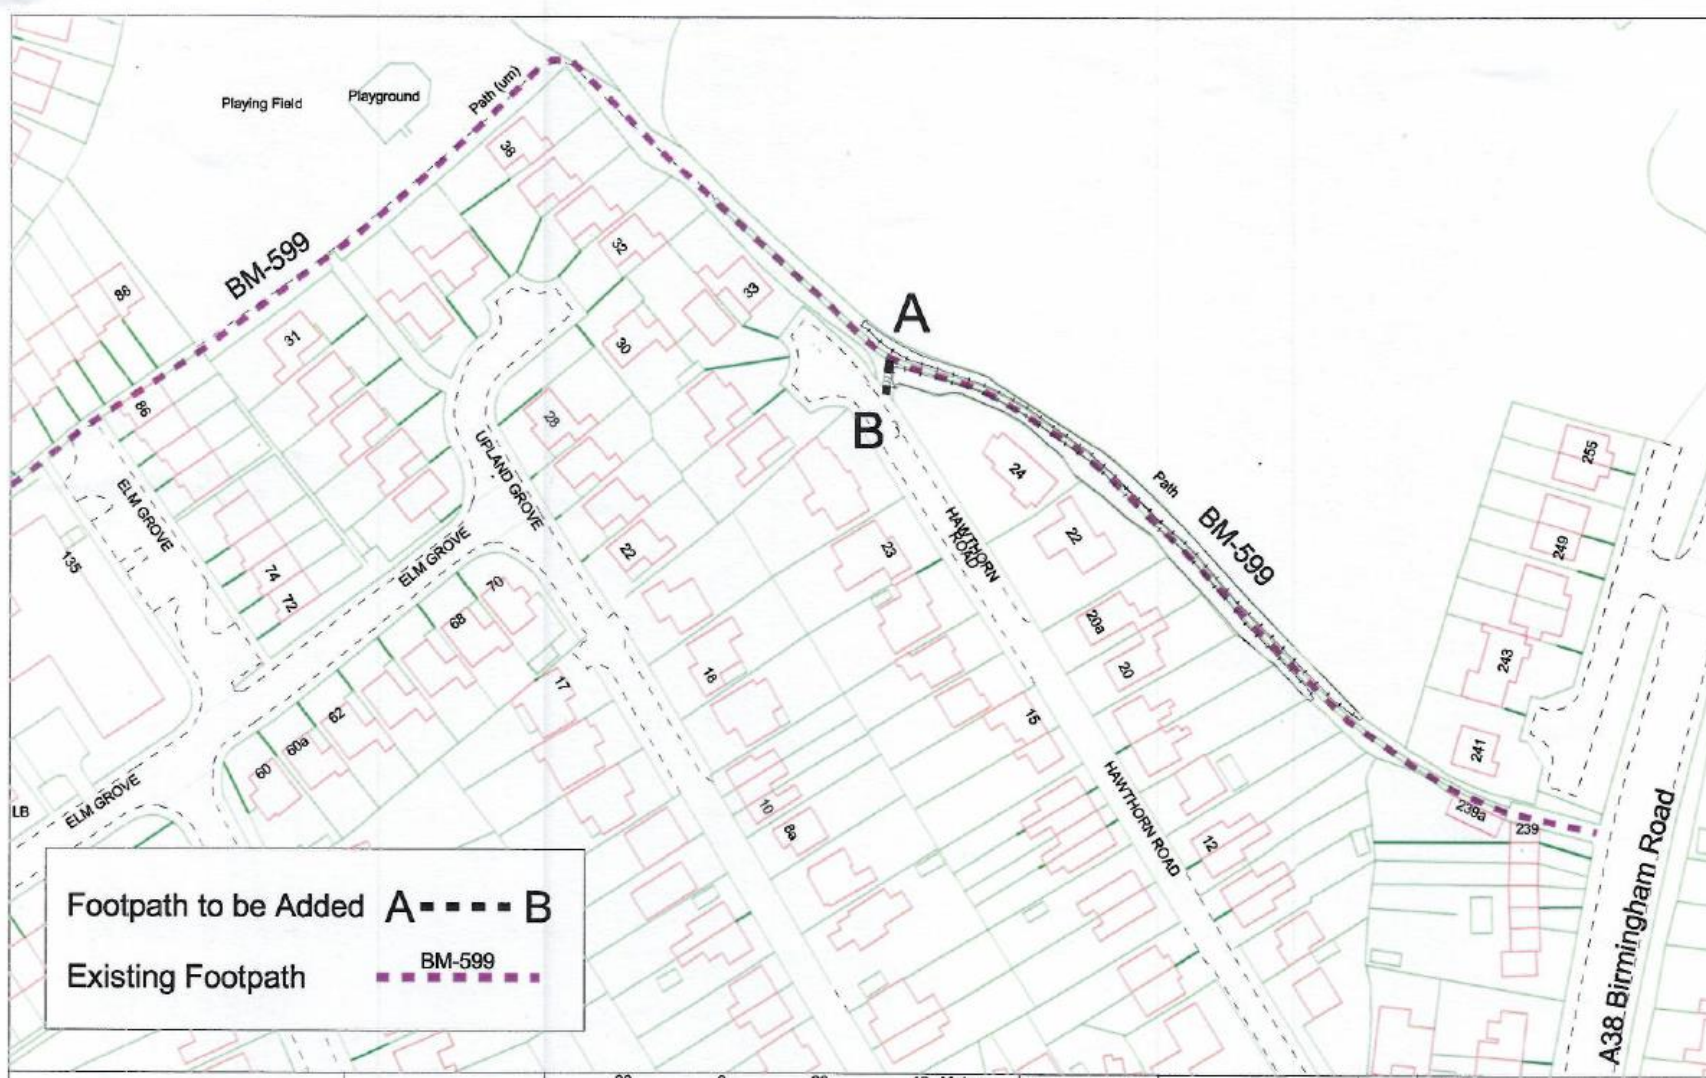 Playing Field
Playground
Path (um)
BM-599
38
32
33
86
31
30
A
B
86
28
UPLAND GROVE
ELM GROVE
24
Path
BM-599
255
249
22
HAWTHORN
ROAD
23
22
135
74
72
ELM GROVE
70
68
20a
20
243
17
18
62
15
241
60a
60
HAWTHORN ROAD
10
8a
239a
239
12
LB
ELM GROVE
A38 Birmingham Road
Footpath to be Added A B
BM-599
Existing Footpath